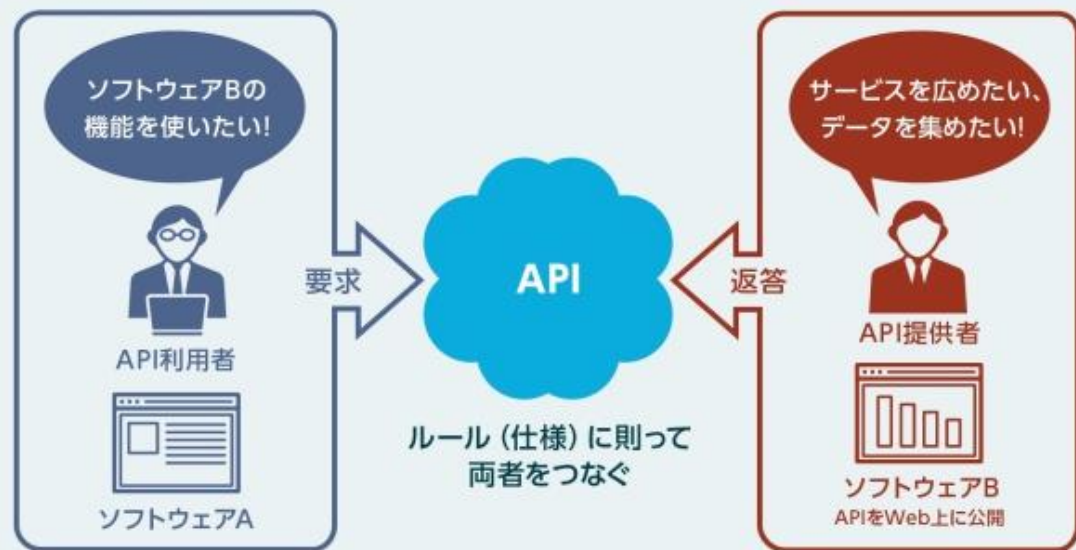 ソフトウェアBの
機能を使いたい!
API利用者
ソフトウェアA
要求
API
ルール（仕様）に則って
両者をつなぐ
返答
サービスを広めたい、
データを集めたい!
API提供者
ソフトウェアB
APIをWeb上に公開